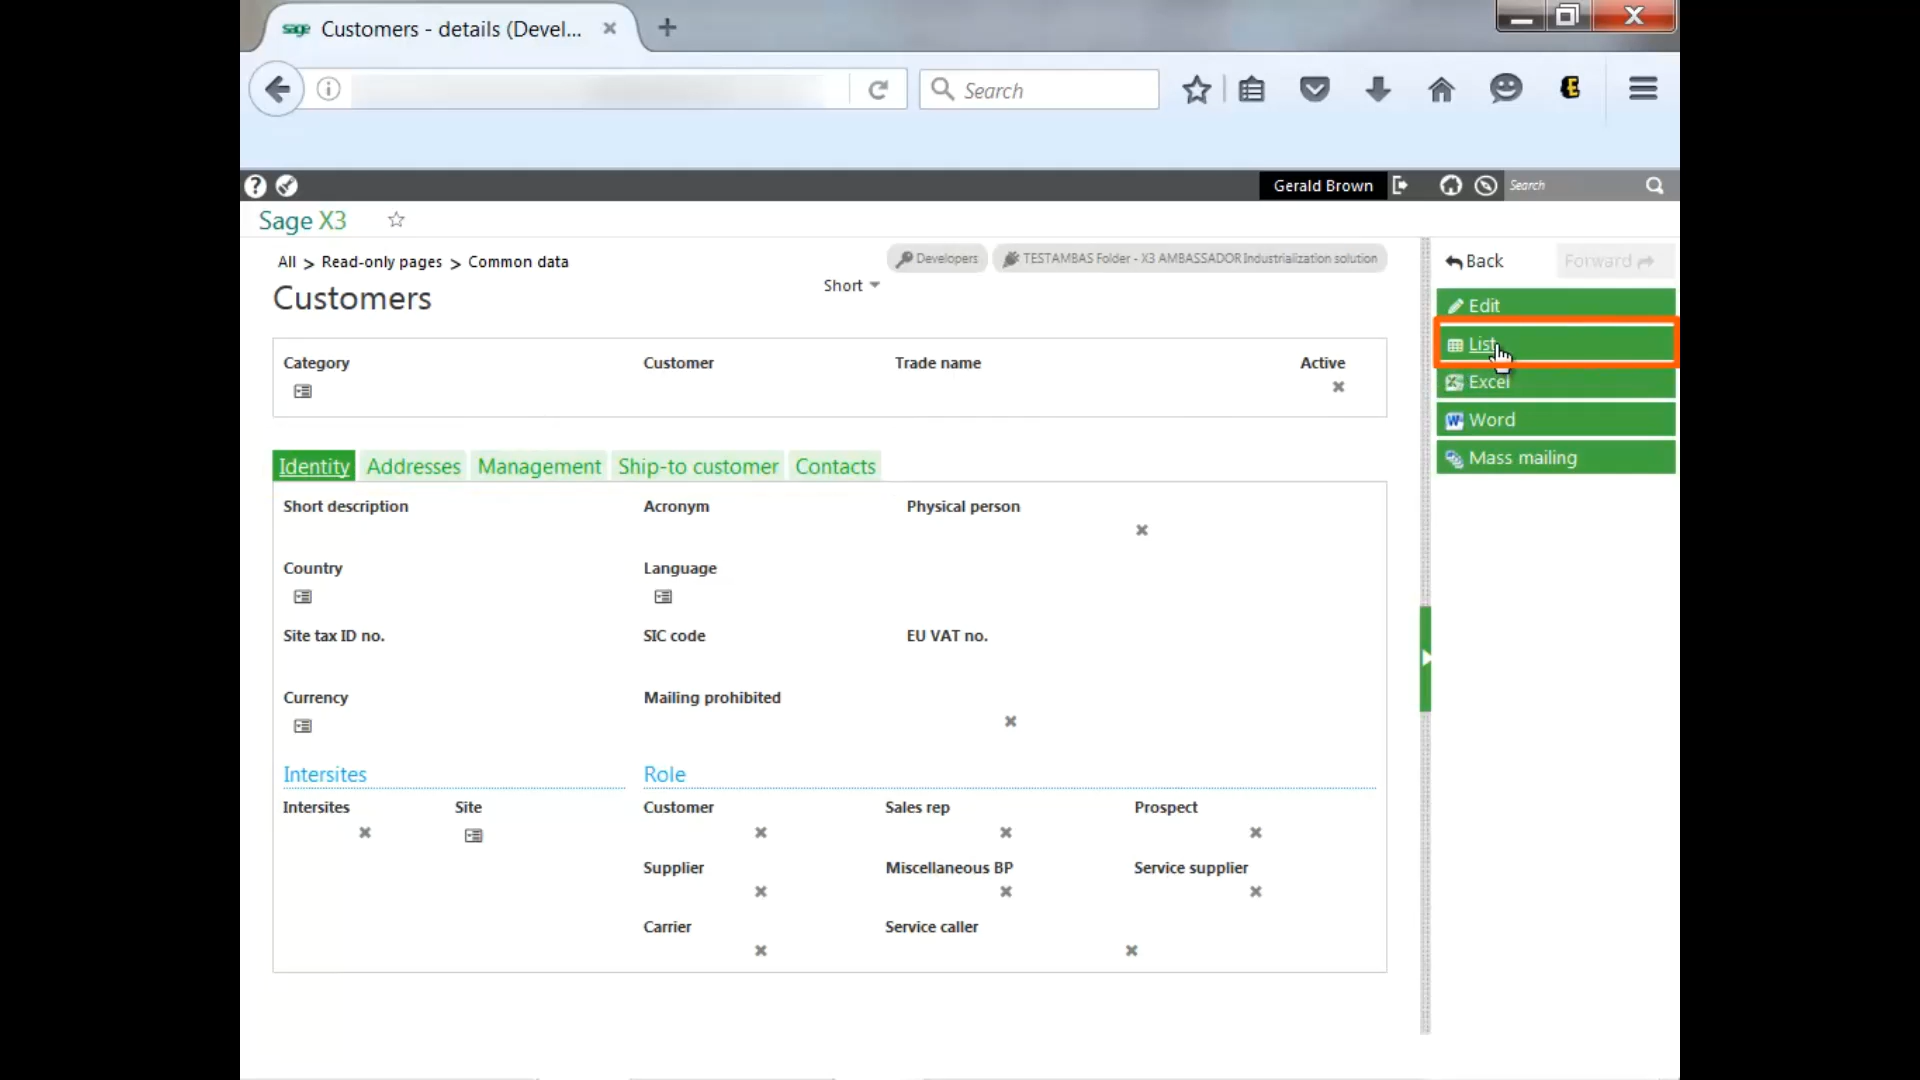 sage Customers - details (Devel...
Search
Gerald Brown
Search
Sage X3
All > Read-only pages > Common data
Developers
TESTAMBAS Folder - X3 AMBASSADOR Industrialization solution
Back
Forward
Short
Customers
Edit
List
Excel
Word
Mass mailing
Category Customer Trade name Active
Identity Addresses Management Ship-to customer Contacts
Short description Acronym Physical person
Country Language
Site tax ID no. SIC code EU VAT no.
Currency Mailing prohibited
Intersites Role
Intersites Site Customer Sales rep Prospect
Supplier Miscellaneous BP Service supplier
Carrier Service caller